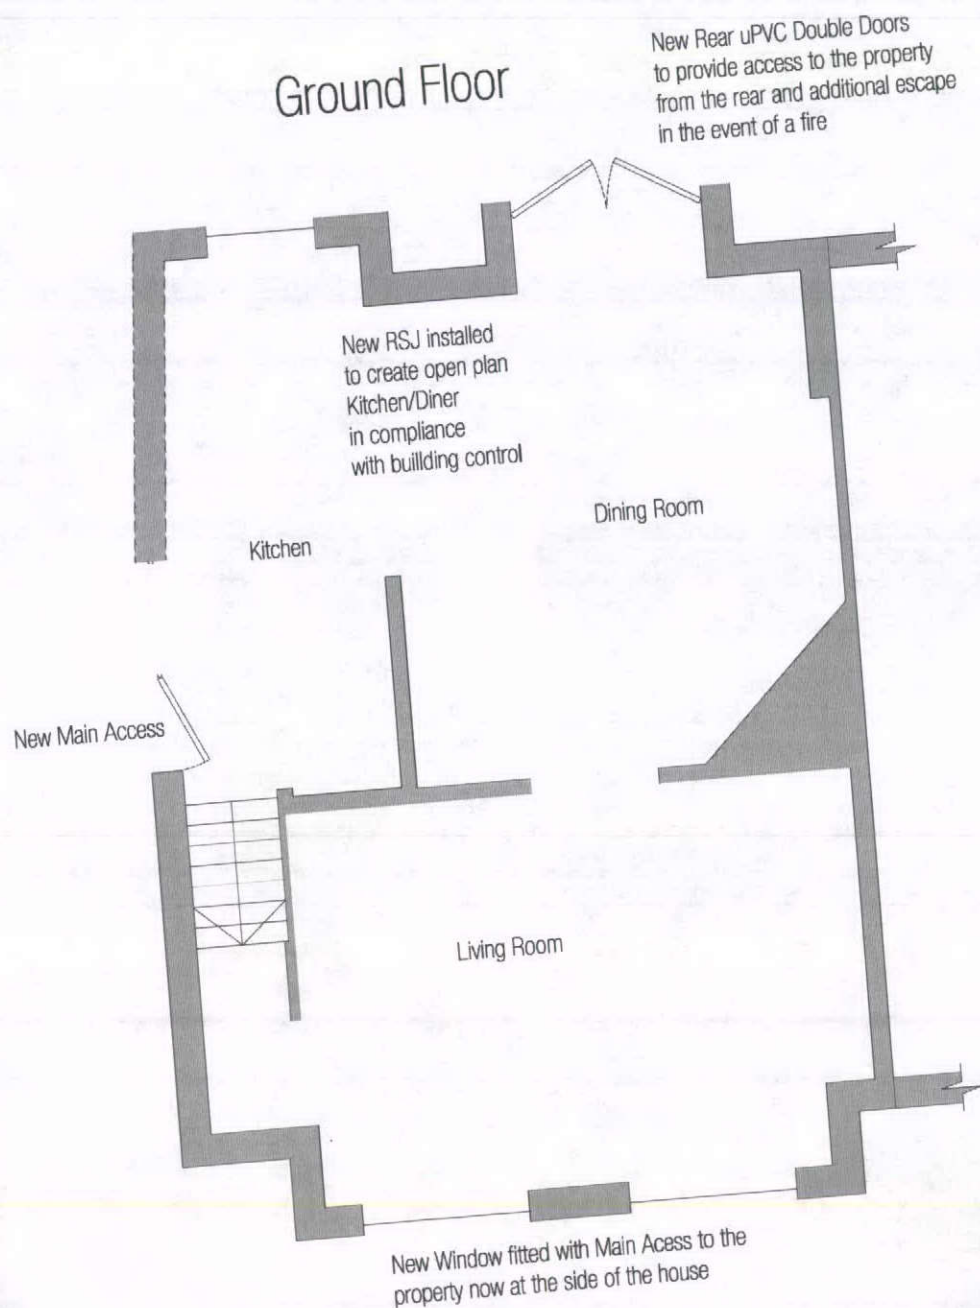 Ground Floor
New Rear uPVC Double Doors
to provide access to the property
from the rear and additional escape
in the event of a fire
New RSJ installed
to create open plan
Kitchen/Diner
in compliance
with buillding control
Dining Room
Kitchen
New Main Access
Living Room
New Window fitted with Main Acess to the
property now at the side of the house